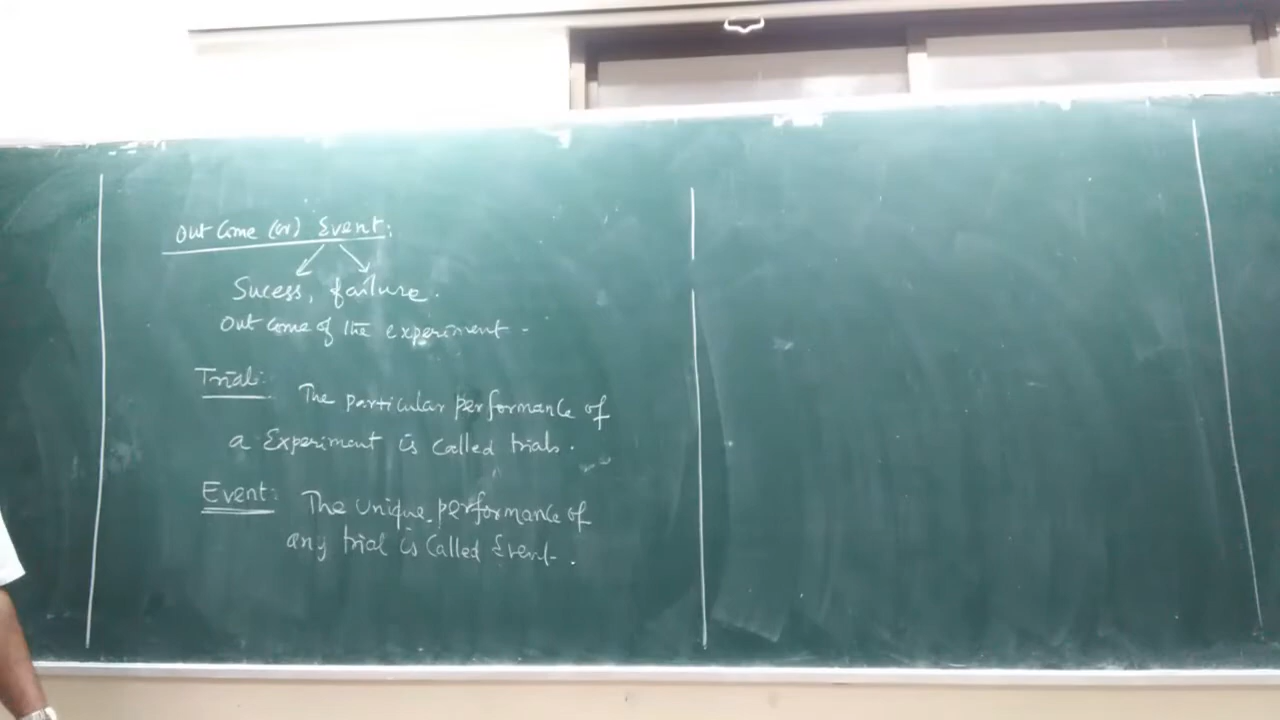 Out Come (or) Event:
Sucess, failure.
Out come of the experiment.
Trial:
The particular performance of
a Experiment is called trials.
Event:
The unique performance of
any trial is called Event.